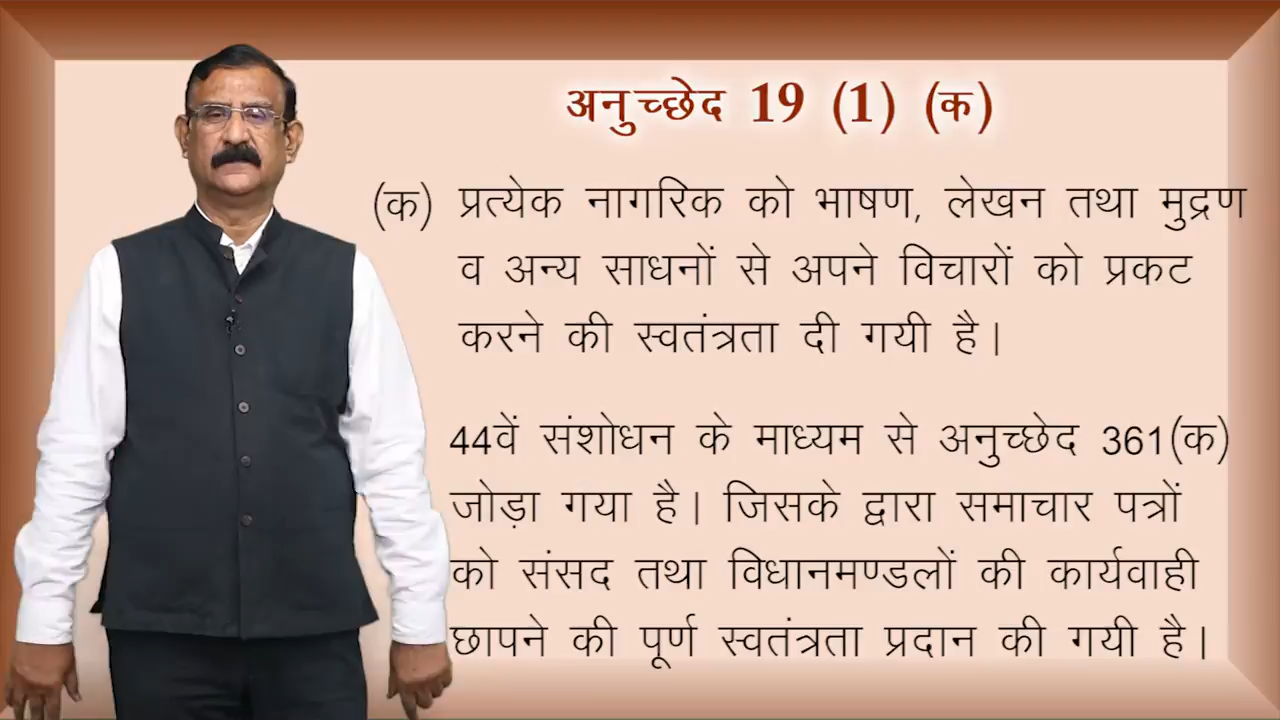 अनुच्छेद 19 (1) (क)
(क) प्रत्येक नागरिक को भाषण, लेखन तथा मुद्रण
व अन्य साधनों से अपने विचारों को प्रकट
करने की स्वतंत्रता दी गयी है।
44वें संशोधन के माध्यम से अनुच्छेद 361(क)
जोड़ा गया है। जिसके द्वारा समाचार पत्रों
को संसद तथा विधानमण्डलों की कार्यवाही
छापने की पूर्ण स्वतंत्रता प्रदान की गयी है।